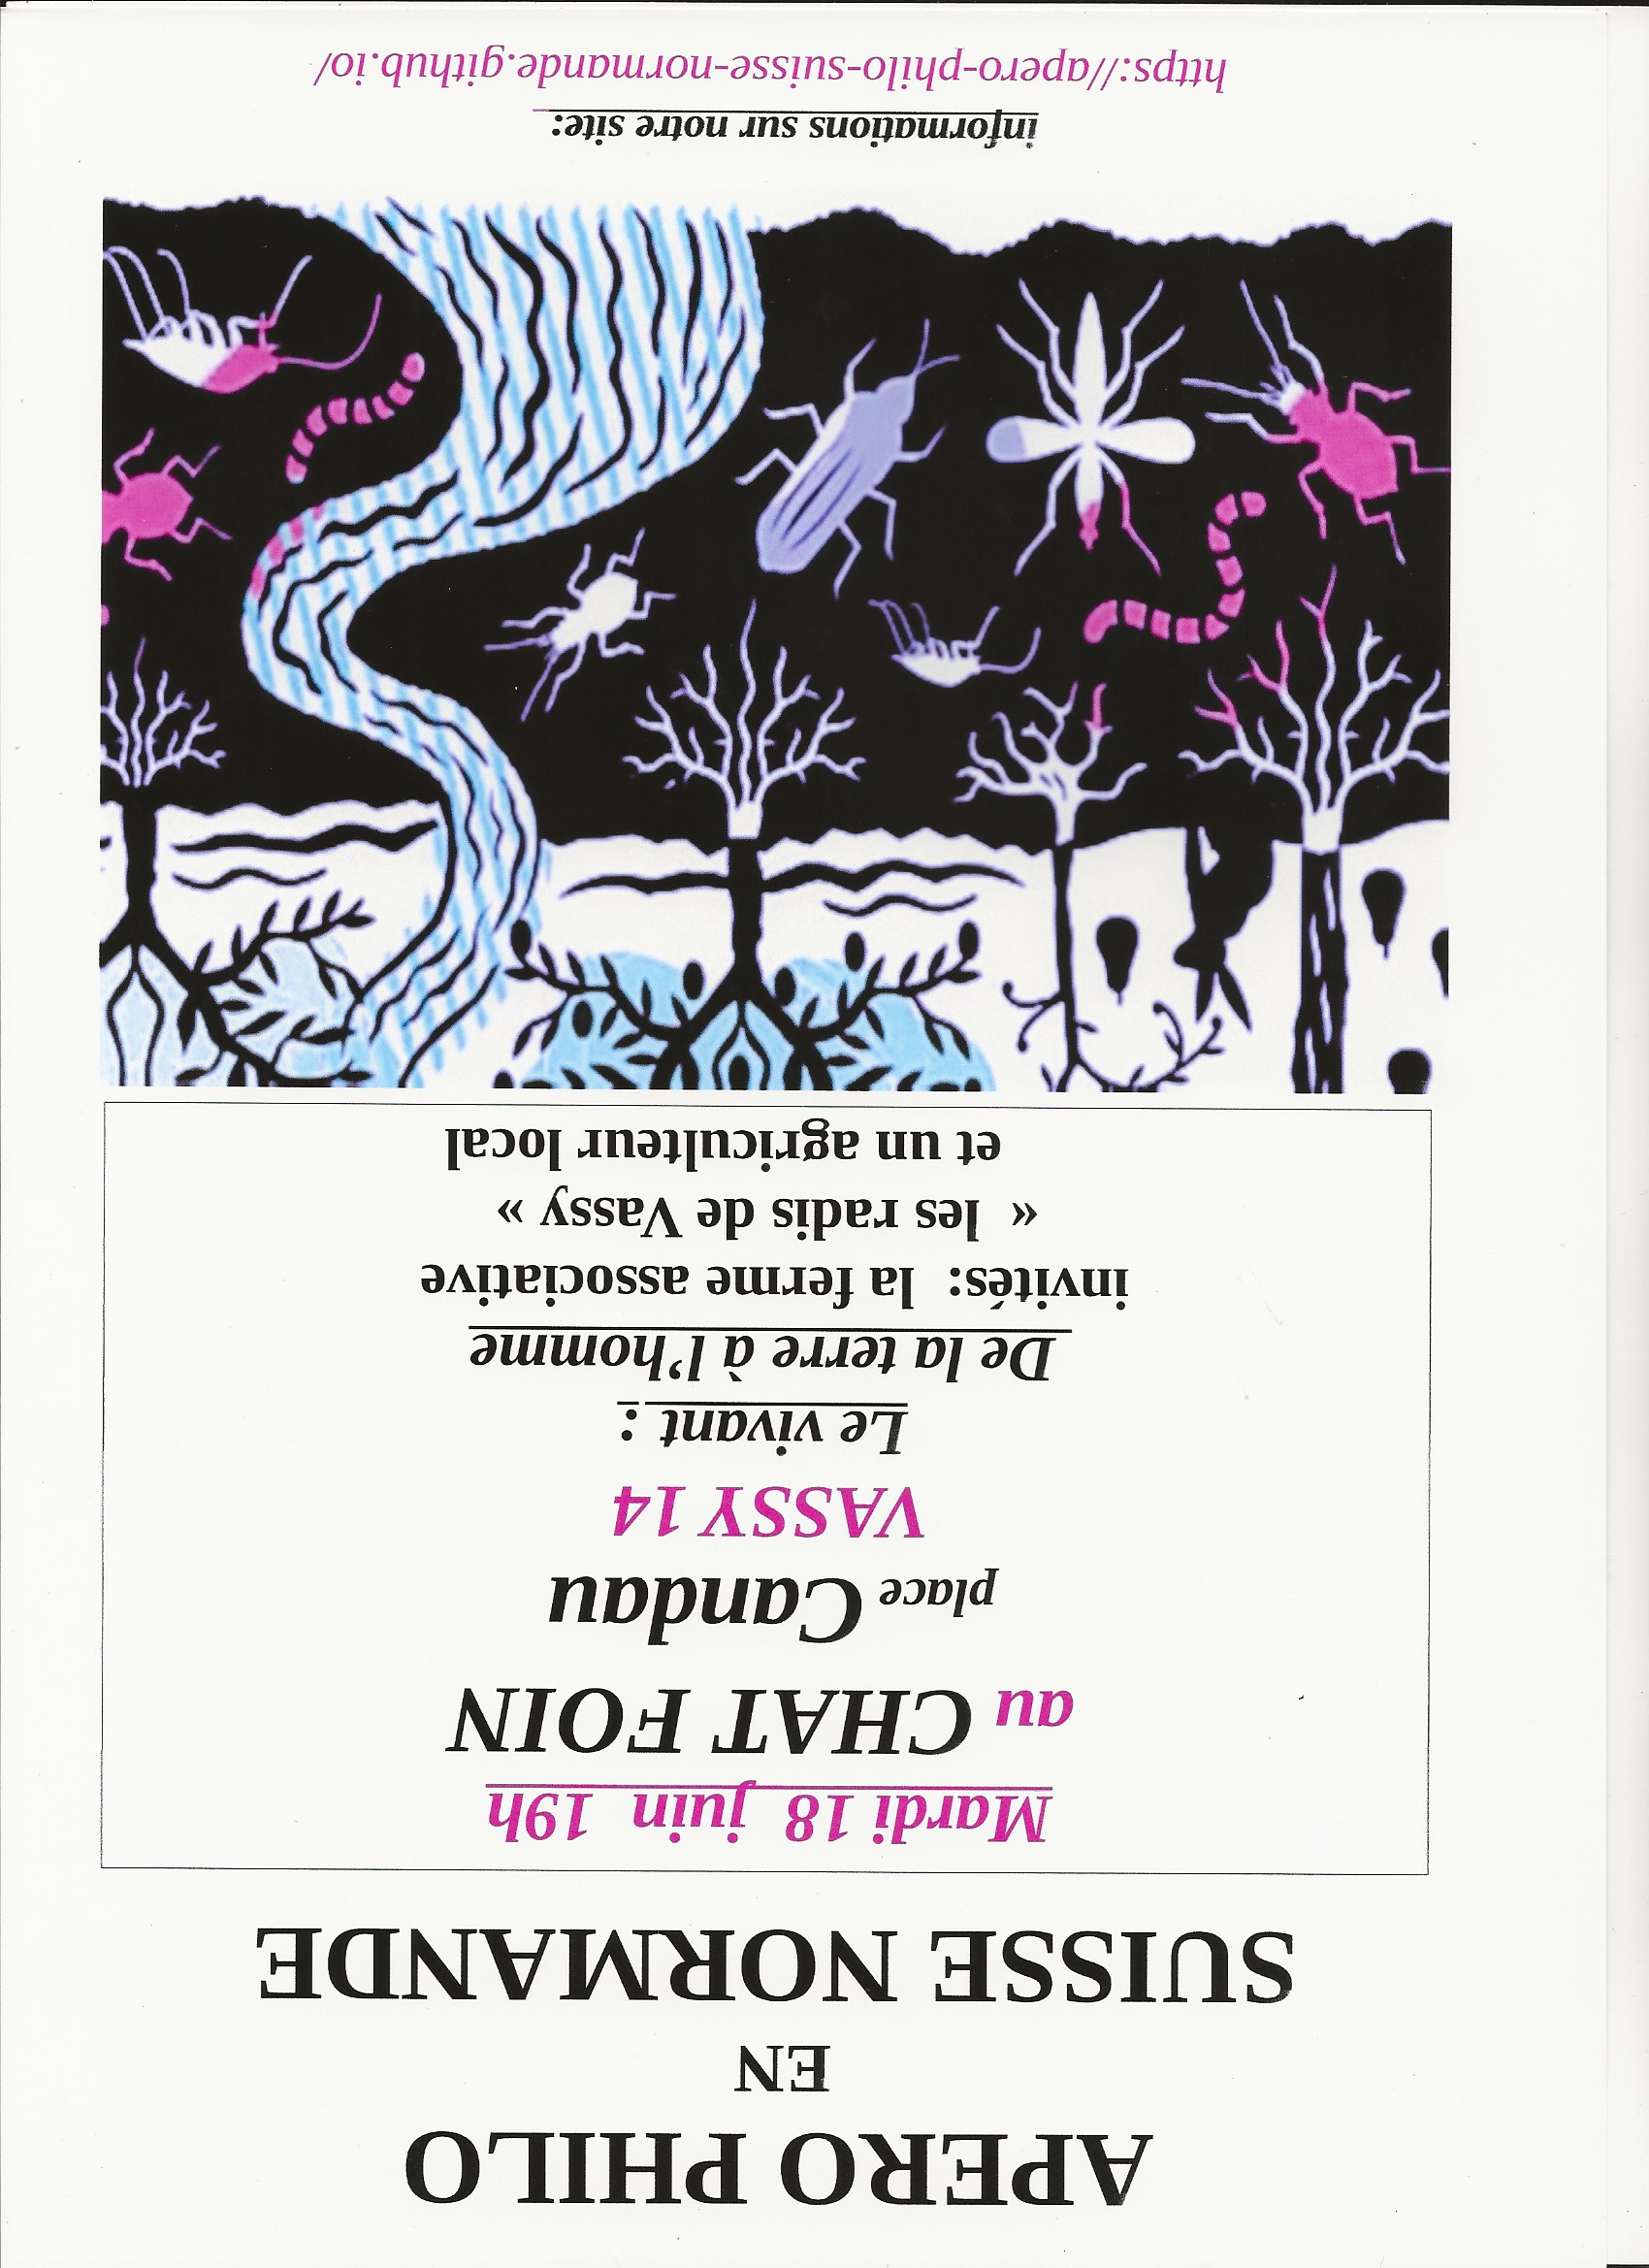 APERO PHILO
EN
SUISSE NORMANDE
Mardi 18 juin 19h
au CHAT FOIN
place Candau
VASSY 14
Le vivant :
De la terre à l’homme
invités: la ferme associative
« les radis de Vassy »
et un agriculteur local
informations sur notre site:
https://apero-philo-suisse-normande.github.io/